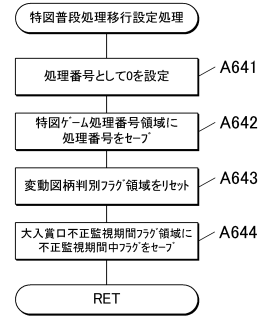 特図普段処理移行設定処理
処理番号として0を設定
A641
特図ゲーム処理番号領域に
処理番号をセーブ
A642
変動図柄判別フラグ領域をリセット
A643
大入賞口不正監視期間フラグ領域に
不正監視期間中フラグをセーブ
A644
RET